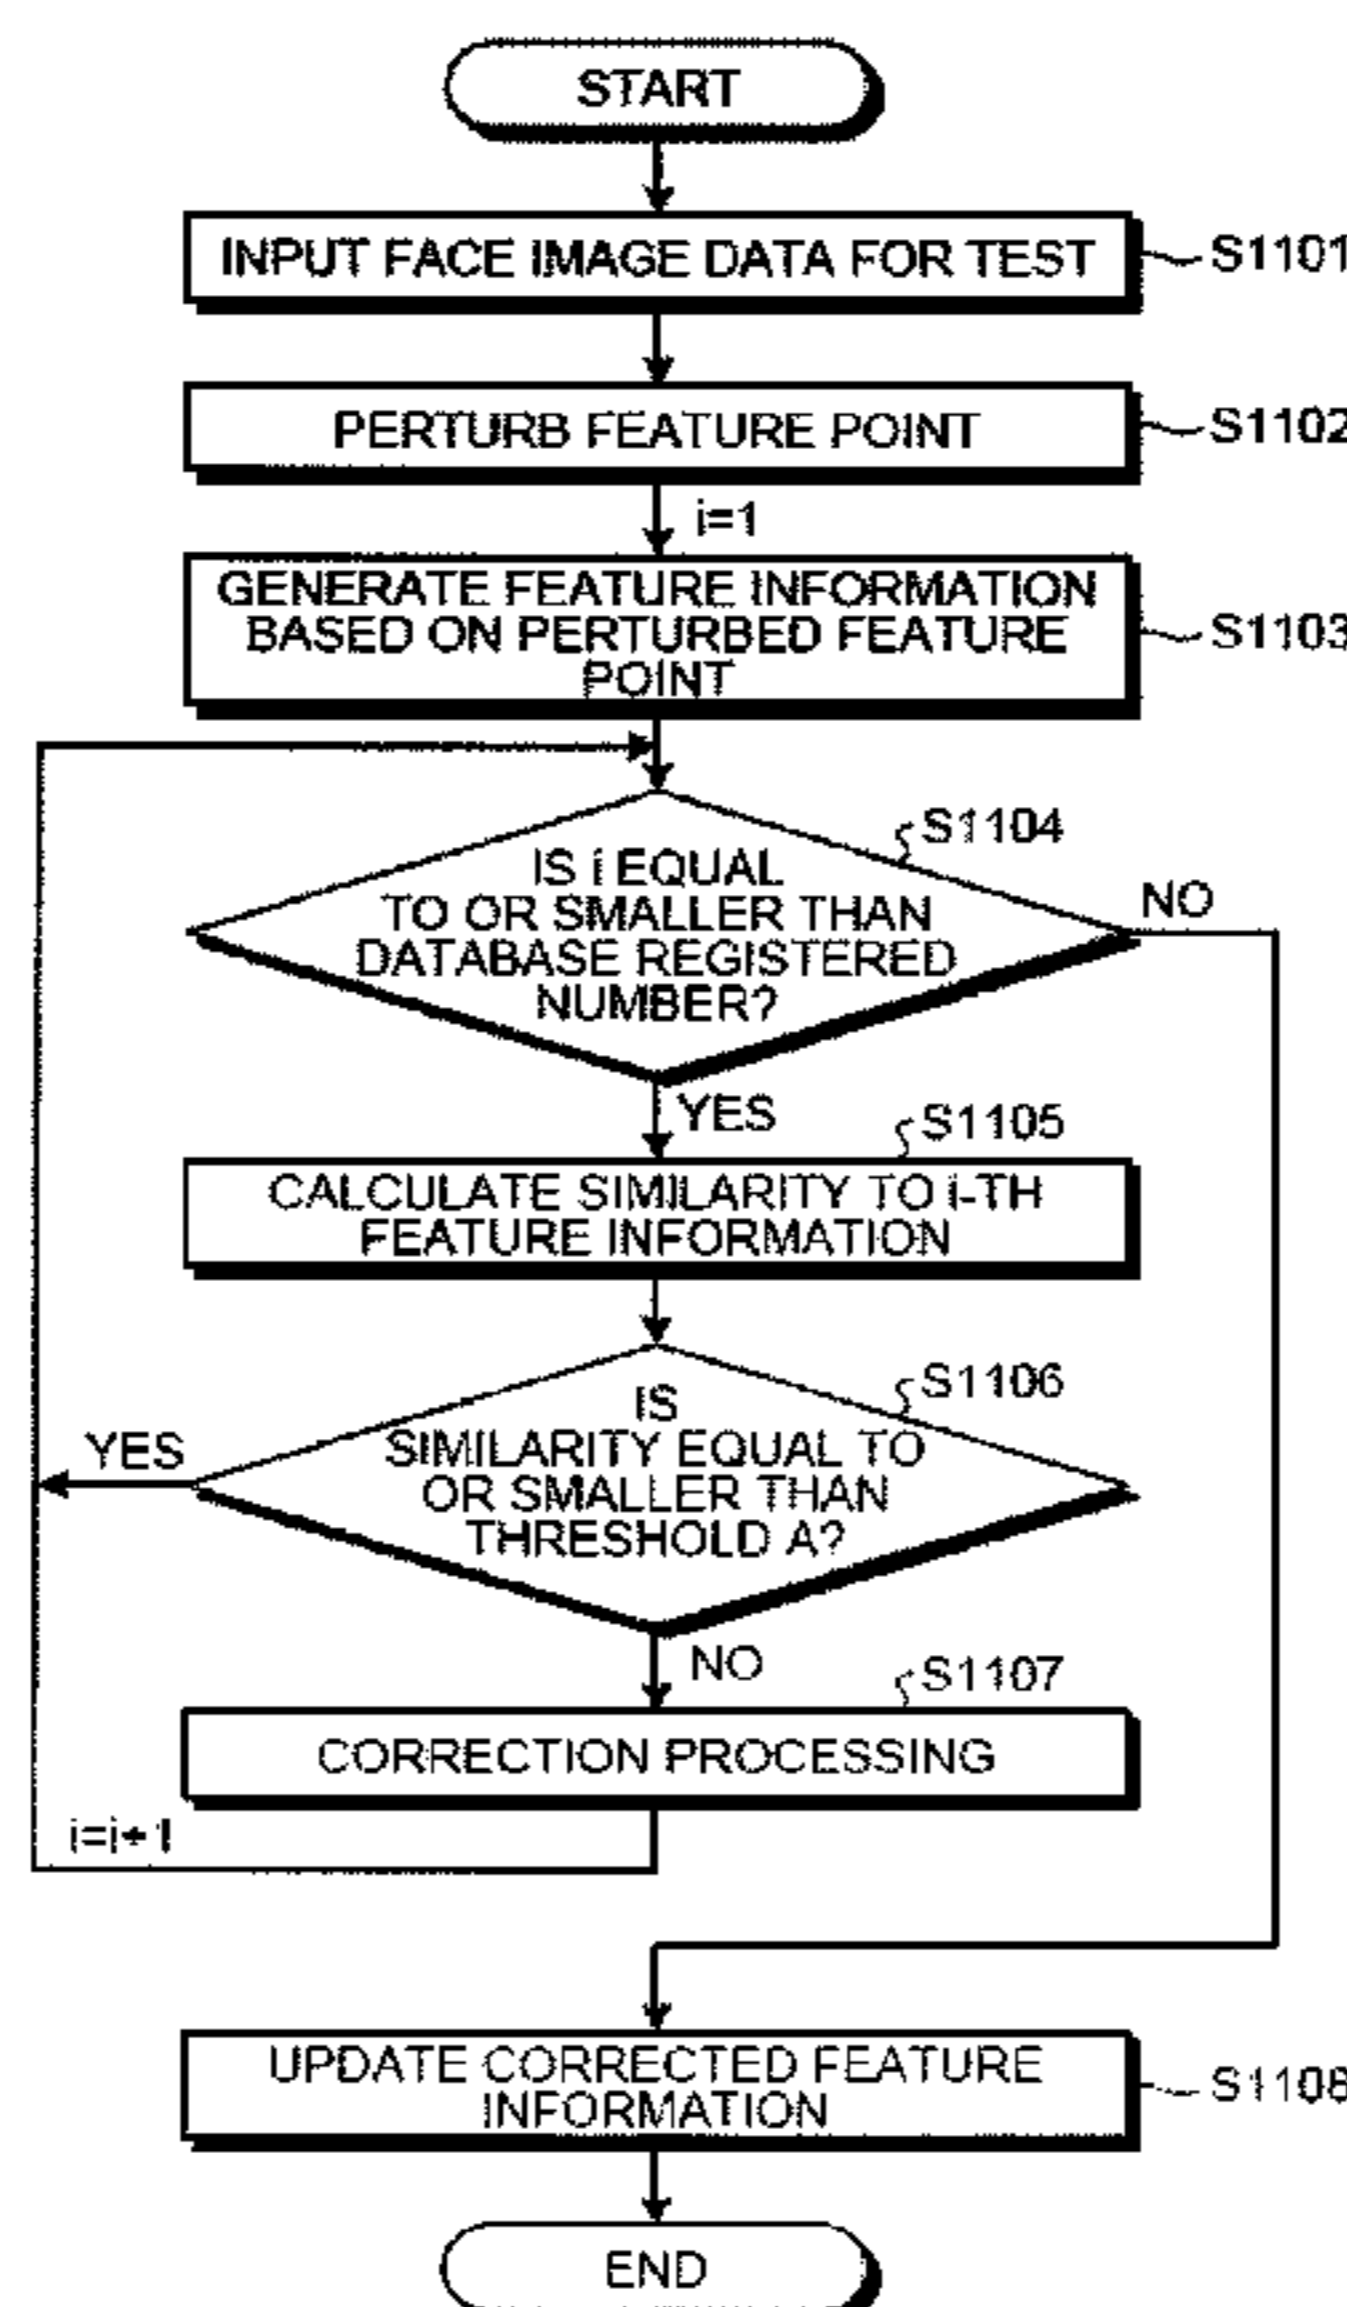 START
INPUT FACE IMAGE DATA FOR TEST
S1101
PERTURB FEATURE POINT
S1102
i=1
GENERATE FEATURE INFORMATION
BASED ON PERTURBED FEATURE
POINT
S1103
S1104
IS i EQUAL
TO OR SMALLER THAN
DATABASE REGISTERED
NUMBER?
NO
YES
S1105
CALCULATE SIMILARITY TO i-TH
FEATURE INFORMATION
S1106
IS
SIMILARITY EQUAL TO
OR SMALLER THAN
THRESHOLD A?
YES
NO
S1107
CORRECTION PROCESSING
i=i+1
UPDATE CORRECTED FEATURE
INFORMATION
S1108
END